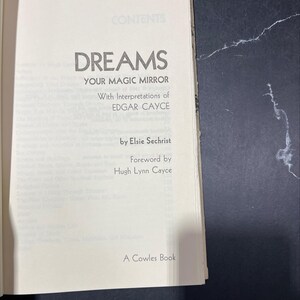 CONTENTS
DREAMS
YOUR MAGIC MIRROR
With Interpretations of
EDGAR CAYCE
by Elsie Sechrist
Foreword by
Hugh Lynn Cayce
A Cowles Book